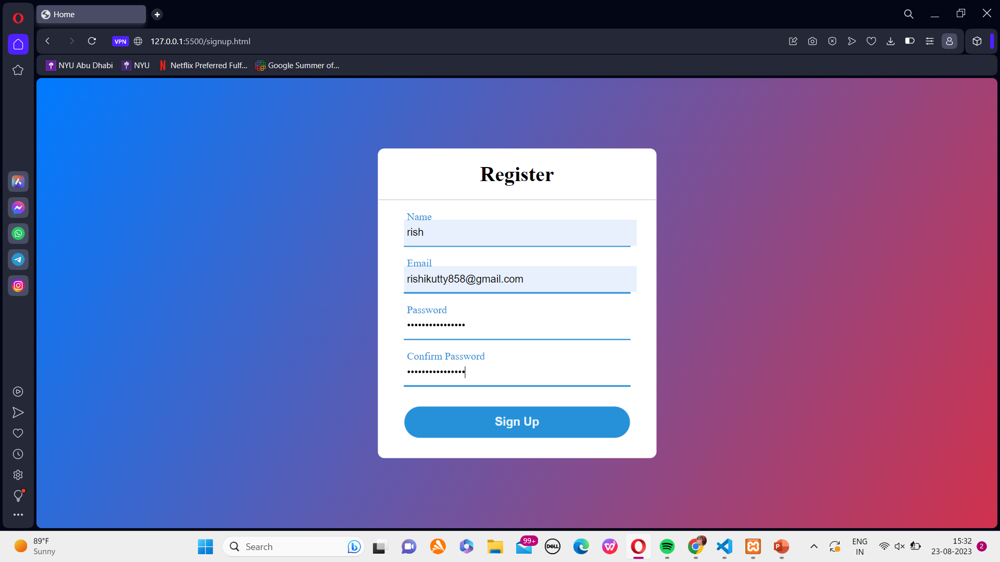 Home
VPN
127.0.0.1:5500/signup.html
NYU Abu Dhabi
NYU
Netflix Preferred Fulf...
Google Summer of...
Register
Name
rish
Email
rishikutty858@gmail.com
Password
••••••••••••••••
Confirm Password
••••••••••••••••
Sign Up
89°F
Sunny
Search
99+
DELL
ENG
IN
15:32
23-08-2023
2